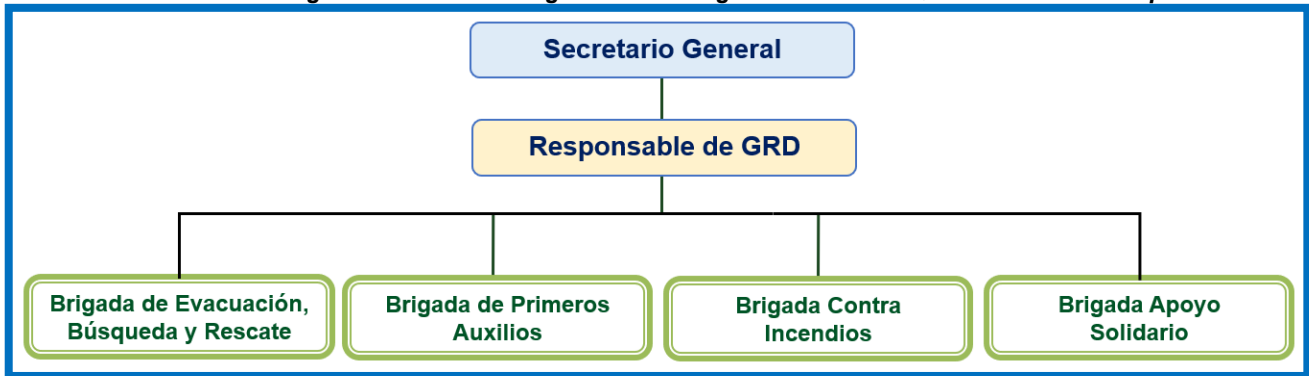 Secretario General
Responsable de GRD
Brigada de Evacuación,
Búsqueda y Rescate
Brigada de Primeros
Auxilios
Brigada Contra
Incendios
Brigada Apoyo
Solidario